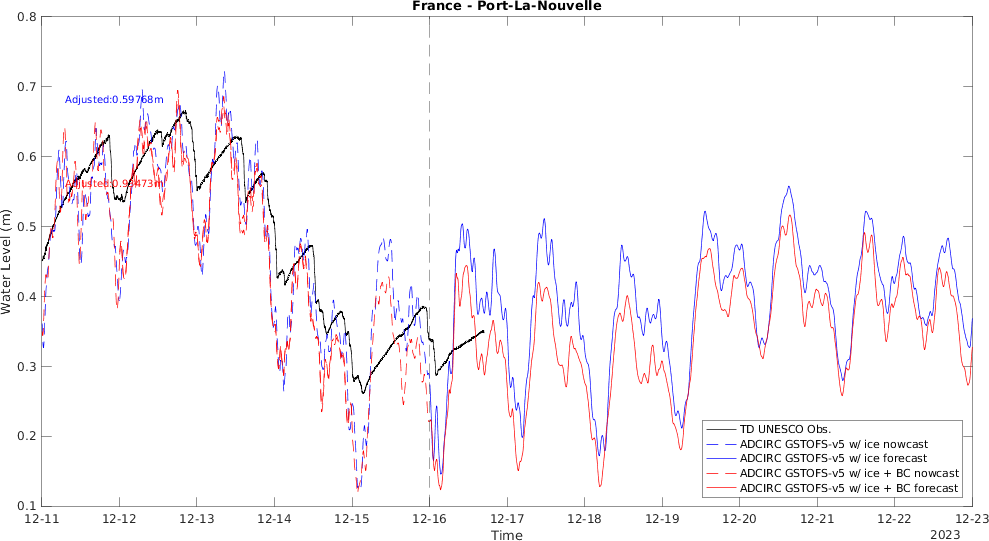 France - Port-La-Nouvelle
Water Level (m)
0.8
0.7
0.6
0.5
0.4
0.3
0.2
0.1
Adjusted:0.59768m
12-11
12-12
12-13
12-14
12-15
12-16
12-17
12-18
12-19
12-20
12-21
12-22
12-23
Time
2023
TD UNESCO Obs.
ADCIRC GSTOFS-v5 w/ ice nowcast
ADCIRC GSTOFS-v5 w/ ice forecast
ADCIRC GSTOFS-v5 w/ ice + BC nowcast
ADCIRC GSTOFS-v5 w/ ice + BC forecast